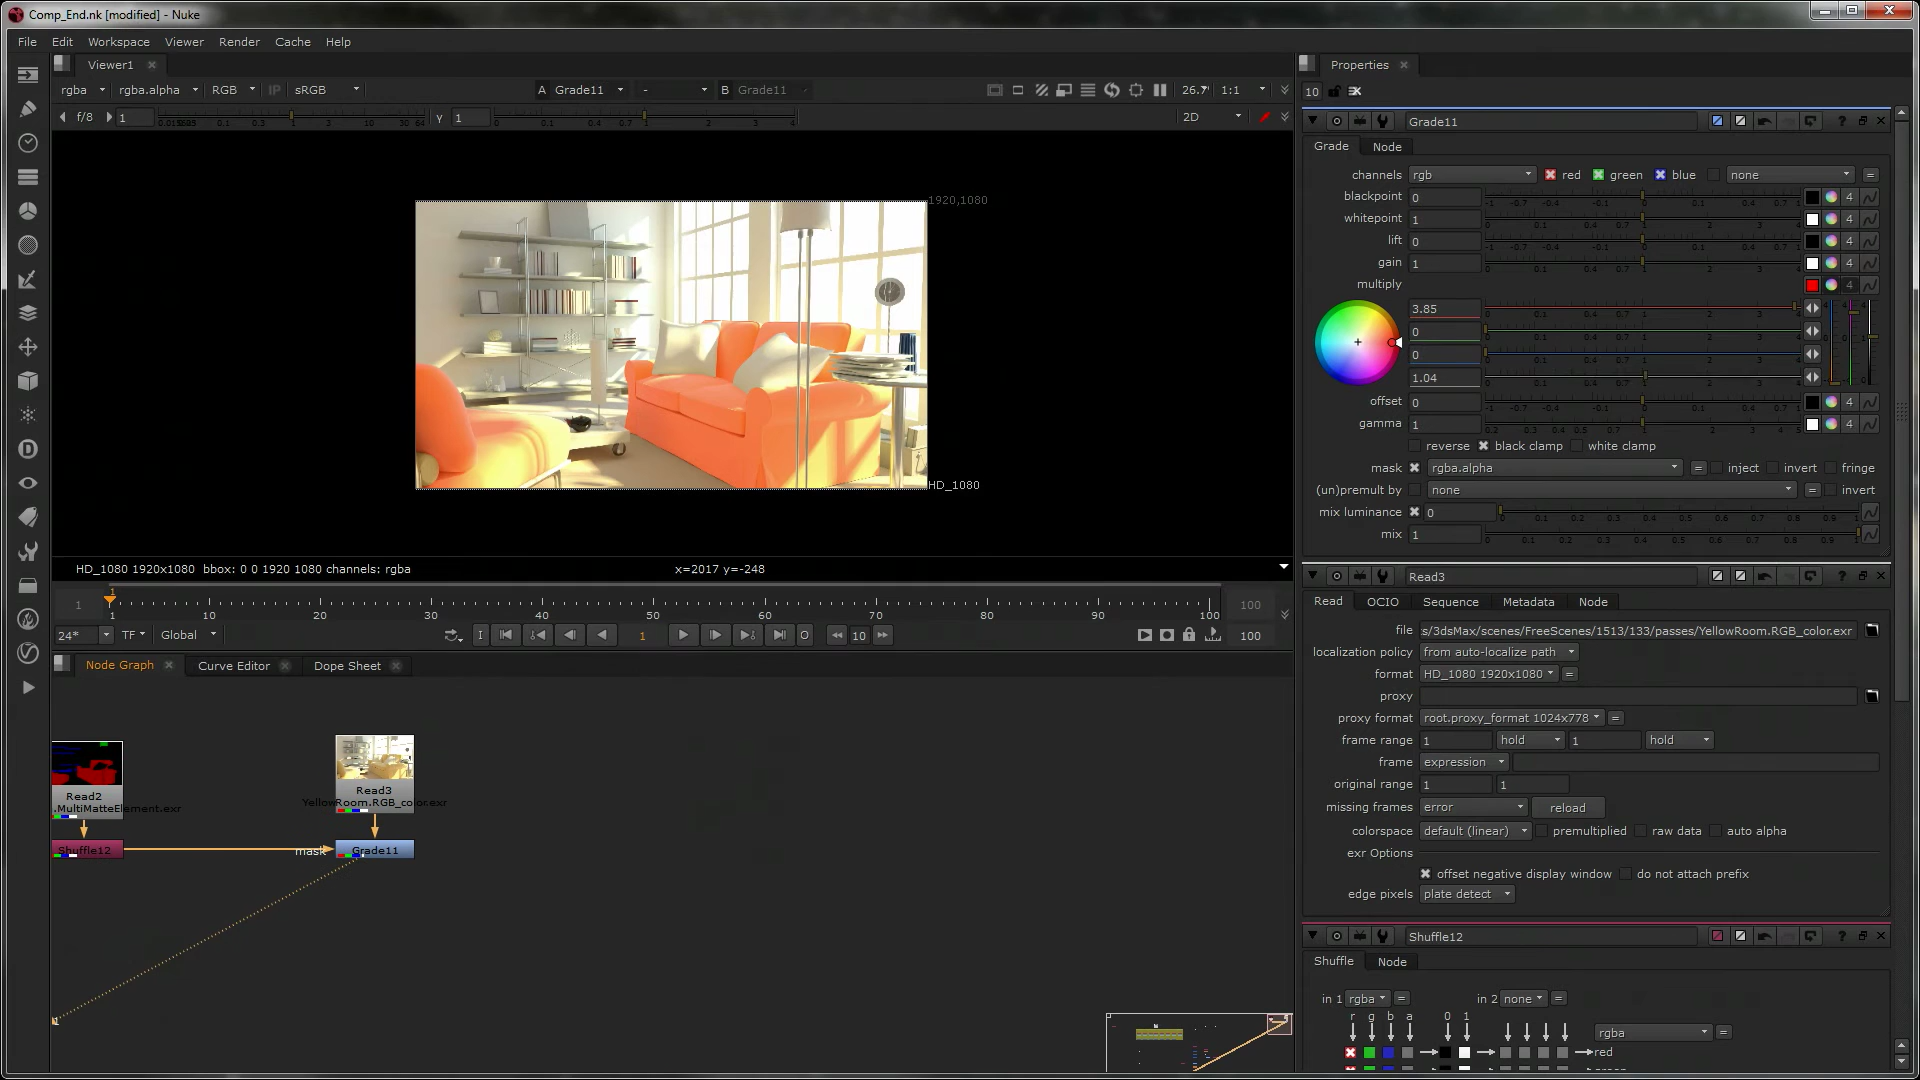 Comp_End.nk [modified] - Nuke
File Edit Workspace Viewer Render Cache Help
Viewer1
rgba rgba.alpha RGB IP sRGB A Grade11 - B Grade11 26.7 1:1
f/8 1 y 1 2D
1920,1080
HD_1080
HD_1080 1920x1080 bbox: 0 0 1920 1080 channels: rgba x=2017 y=-248
1 1 10 20 30 40 50 60 70 80 90 100 100
24* TF Global I 1 O 10 100
Node Graph Curve Editor Dope Sheet
Read2
.MultiMatteElement.exr
Shuffle12
Read3
YellowRoom.RGB_color.exr
mask Grade11
1
Properties
10
Grade11
Grade Node
channels rgb red green blue none =
blackpoint 0 4
whitepoint 1 4
lift 0 4
gain 1 4
multiply 4
3.85
0
0
1.04
offset 0 4
gamma 1 4
reverse black clamp white clamp
mask rgba.alpha = inject invert fringe
(un)premult by none = invert
mix luminance 0
mix 1
Read3
Read OCIO Sequence Metadata Node
file s/3dsMax/scenes/FreeScenes/1513/133/passes/YellowRoom.RGB_color.exr
localization policy from auto-localize path
format HD_1080 1920x1080 =
proxy
proxy format root.proxy_format 1024x778 =
frame range 1 hold 1 hold
frame expression
original range 1 1
missing frames error reload
colorspace default (linear) premultiplied raw data auto alpha
exr Options
offset negative display window do not attach prefix
edge pixels plate detect
Shuffle12
Shuffle Node
in 1 rgba = in 2 none =
r g b a 0 1
rgba =
red